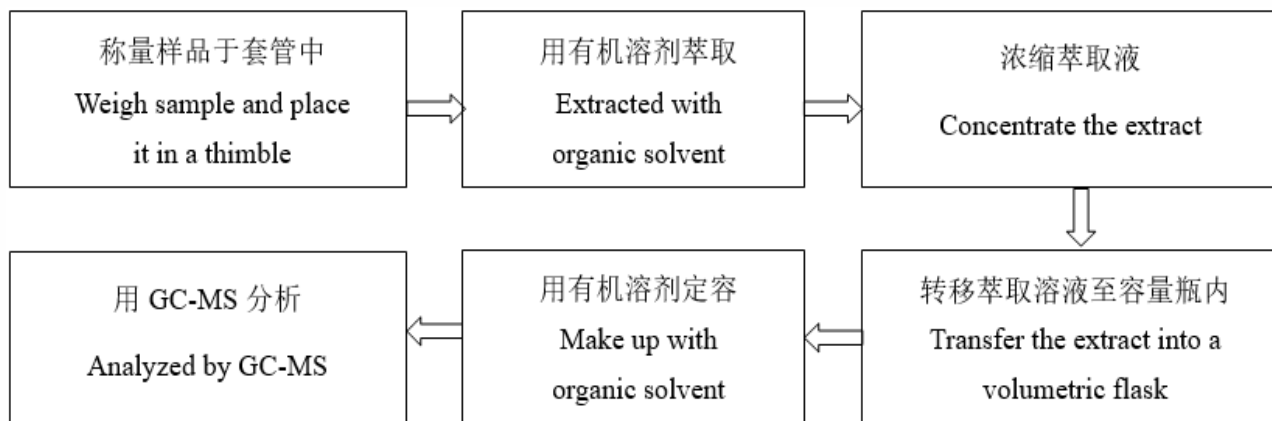 称量样品于套管中
Weigh sample and place
it in a thimble
用有机溶剂萃取
Extracted with
organic solvent
浓缩萃取液
Concentrate the extract
转移萃取溶液至容量瓶内
Transfer the extract into a
volumetric flask
用有机溶剂定容
Make up with
organic solvent
用 GC-MS 分析
Analyzed by GC-MS